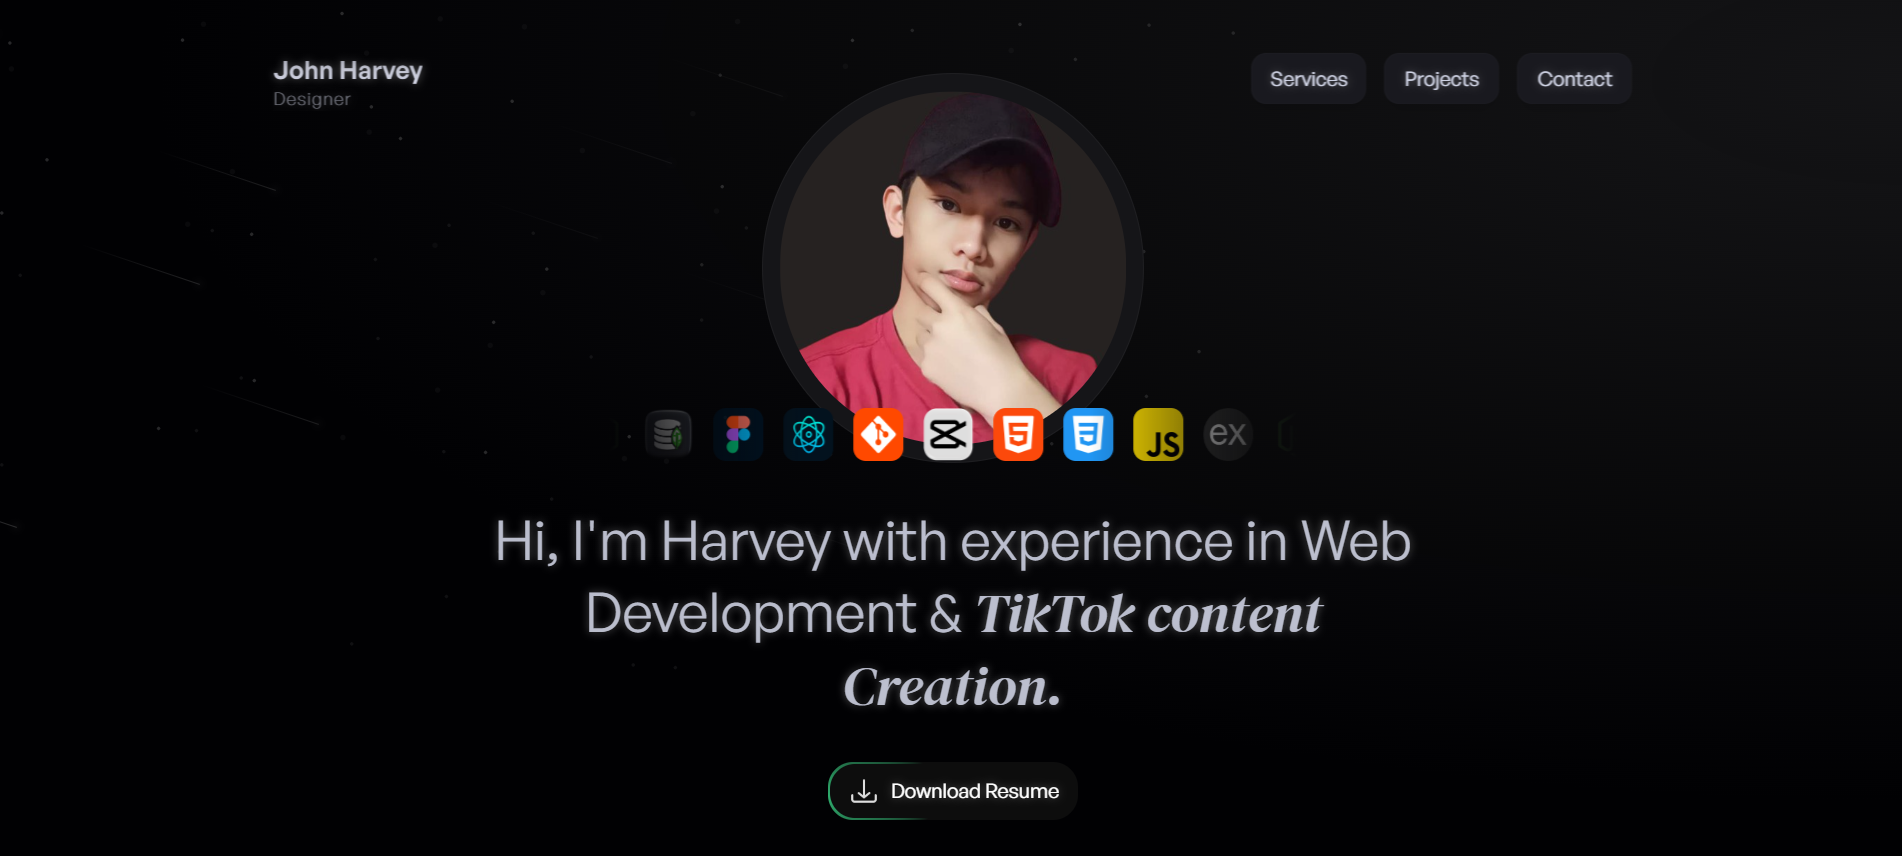 John Harvey
Designer
Services
Projects
Contact
JS
ex
Hi, I'm Harvey with experience in Web
Development & TikTok content
Creation.
Download Resume